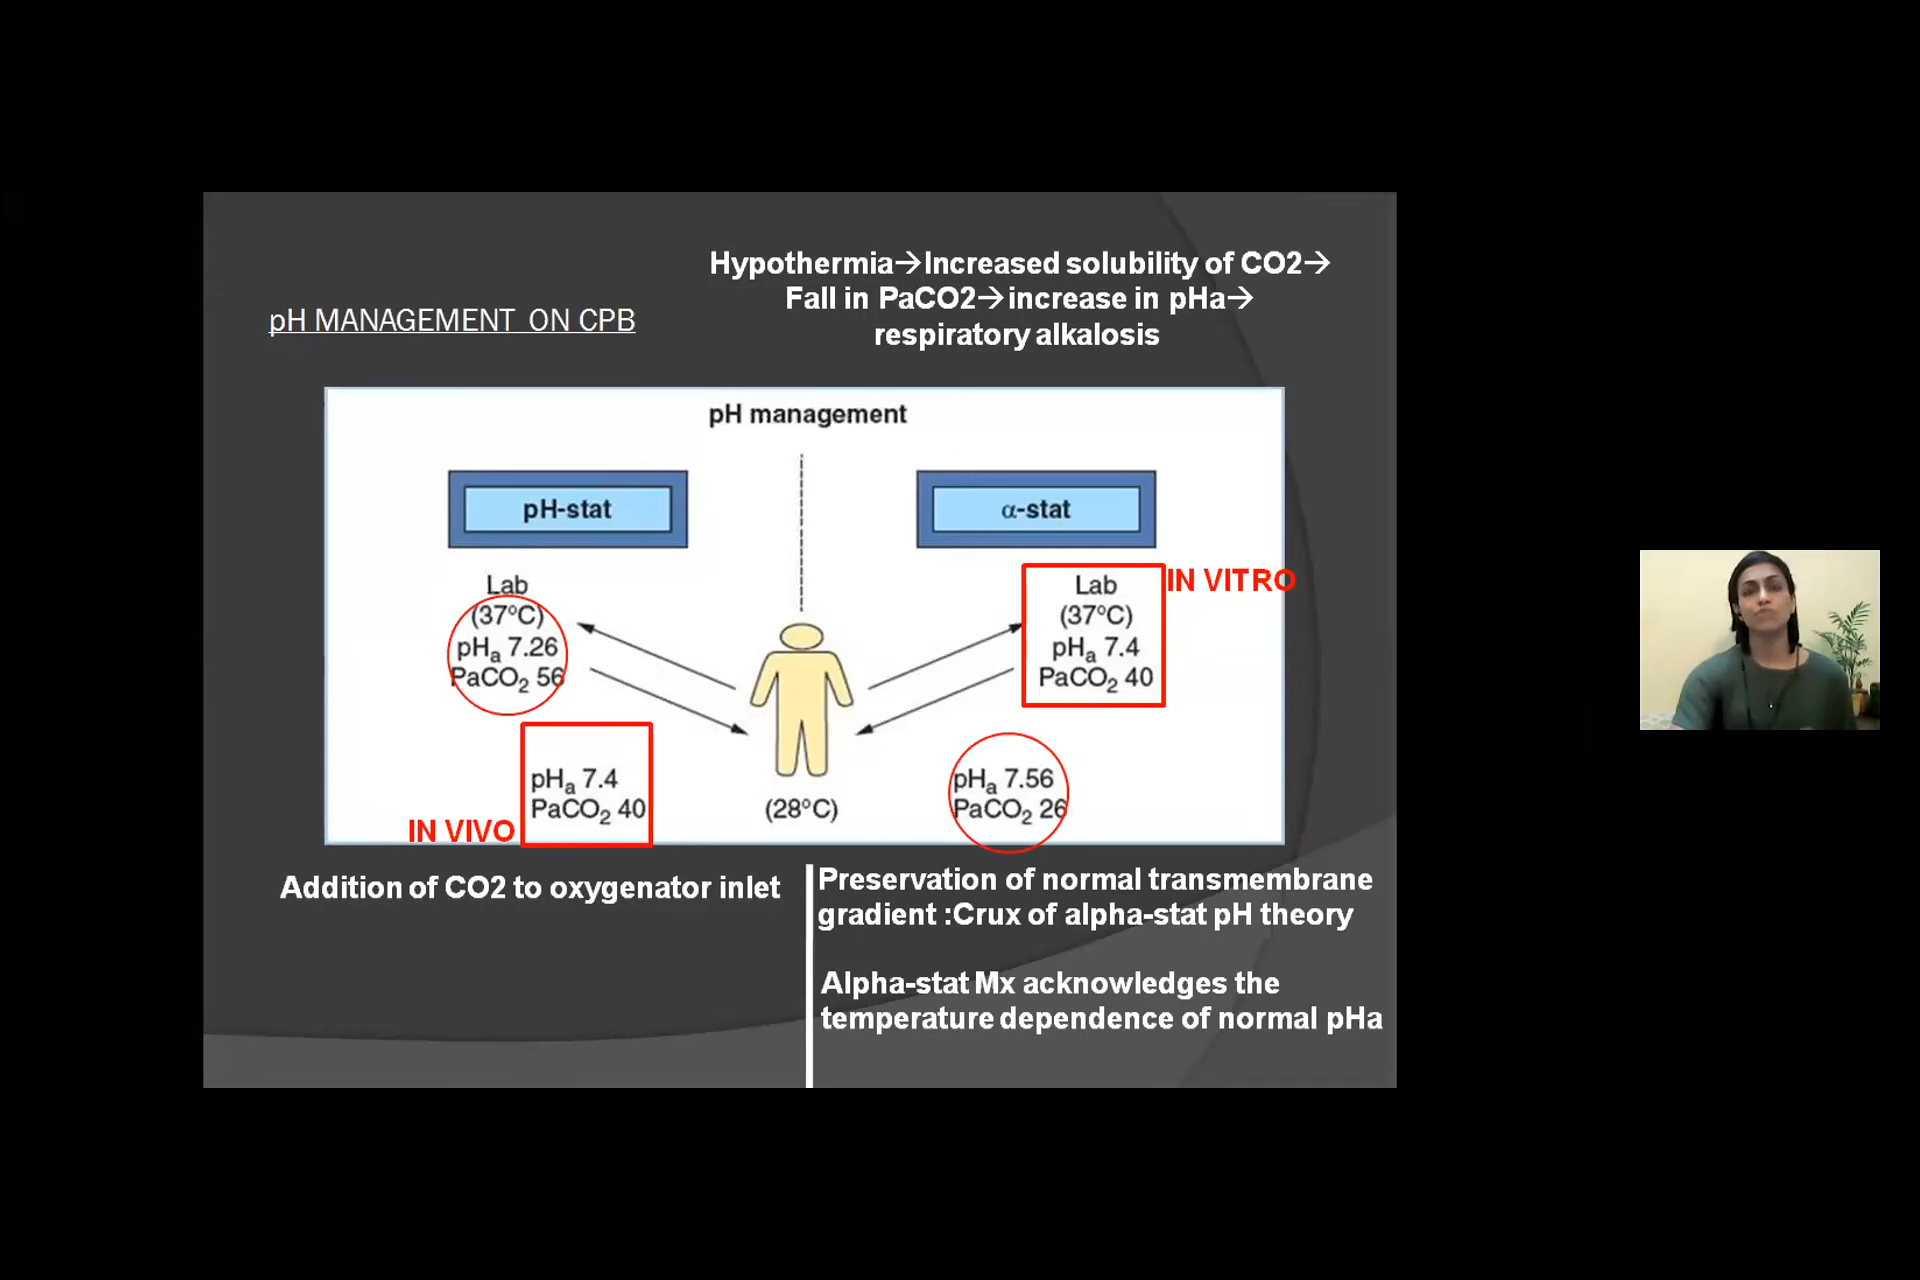 Hypothermia→Increased solubility of CO2→
Fall in PaCO2→increase in pHa→
respiratory alkalosis
pH MANAGEMENT ON CPB
pH management
pH-stat
α-stat
Lab
(37°C)
pHa 7.26
PaCO2 56
Lab
(37°C)
pHa 7.4
PaCO2 40
IN VITRO
pHa 7.4
PaCO2 40
IN VIVO
(28°C)
pHa 7.56
PaCO2 26
Addition of CO2 to oxygenator inlet
Preservation of normal transmembrane
gradient :Crux of alpha-stat pH theory
Alpha-stat Mx acknowledges the
temperature dependence of normal pHa